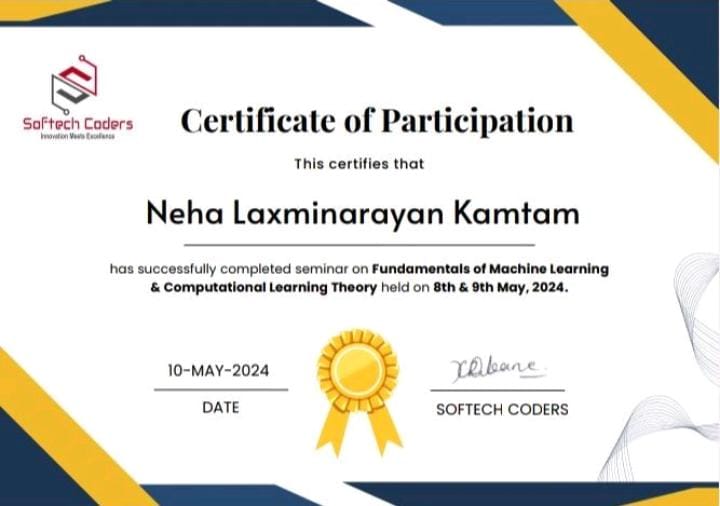 Softech Coders
Innovation Meets Excellence
Certificate of Participation
This certifies that
Neha Laxminarayan Kamtam
has successfully completed seminar on Fundamentals of Machine Learning
& Computational Learning Theory held on 8th & 9th May, 2024.
10-MAY-2024
DATE
SOFTECH CODERS